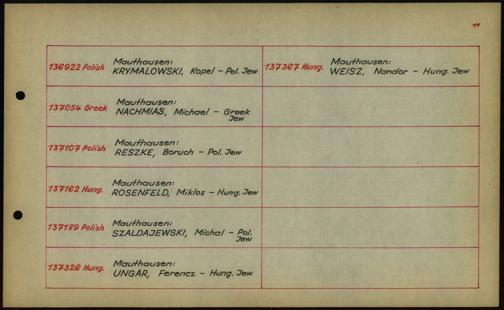 11
136922 Polish Mauthausen:
KRYMALOWSKI, Kopel - Pol. Jew
137054 Greek Mauthausen:
NACHMIAS, Michael - Greek
Jew
137107 Polish Mauthausen:
RESZKE, Boruch - Pol. Jew
137162 Hung. Mauthausen:
ROSENFELD, Miklos - Hung. Jew
137189 Polish Mauthausen:
SZALDAJEWSKI, Michal - Pol.
Jew
137326 Hung. Mauthausen:
UNGAR, Ferencz - Hung. Jew
137367 Hung. Mauthausen:
WEISZ, Nandor - Hung. Jew